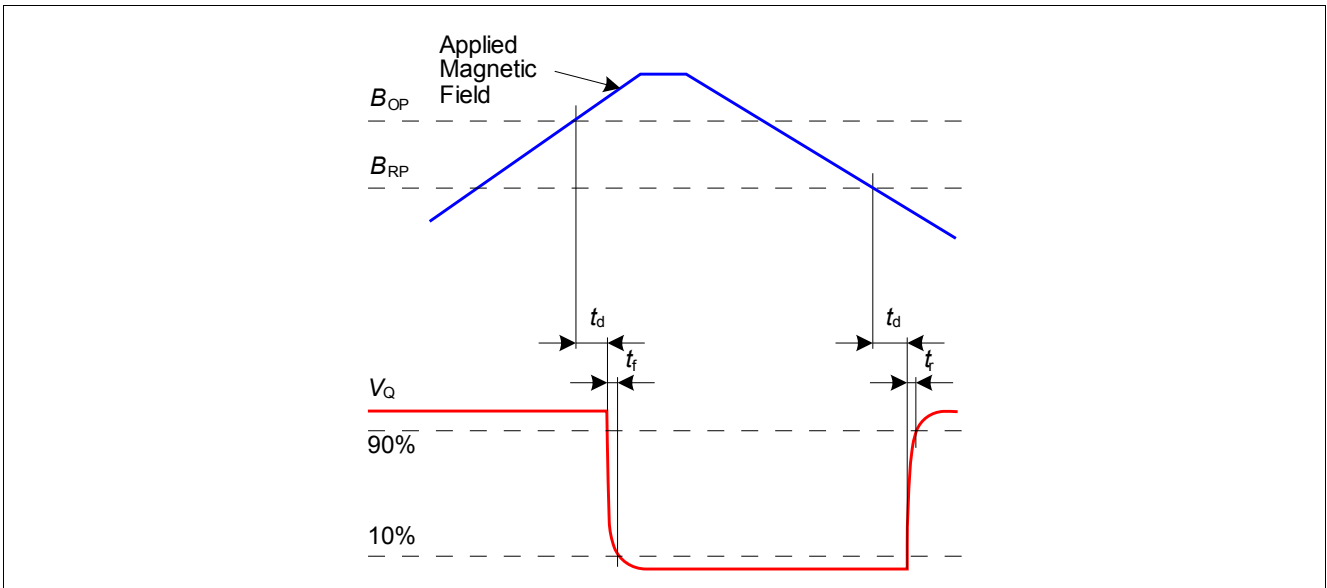 Applied
Magnetic
Field
BOP
BRP
td
td
tf
tr
VQ
90%
10%